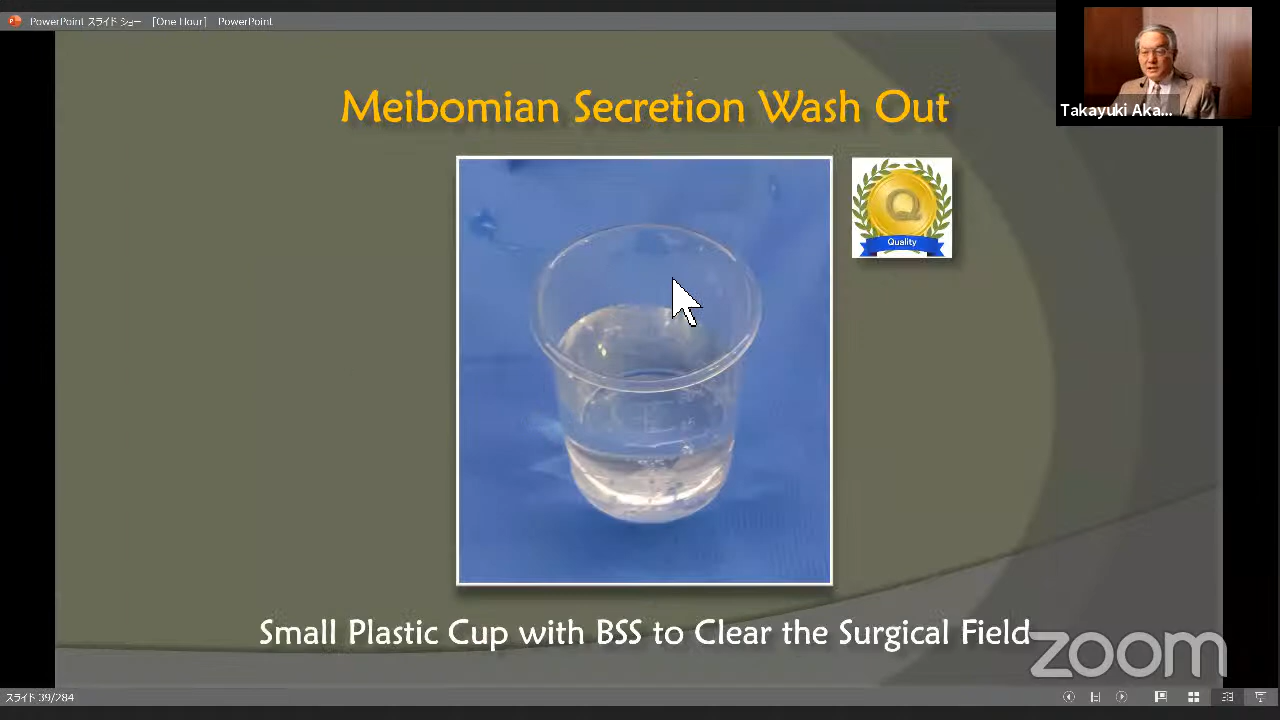 PowerPoint スライド ショー [One Hour] PowerPoint
Takayuki Aka...
Meibomian Secretion Wash Out
Q
Quality
Small Plastic Cup with BSS to Clear the Surgical Field
zoom
スライド 39/284